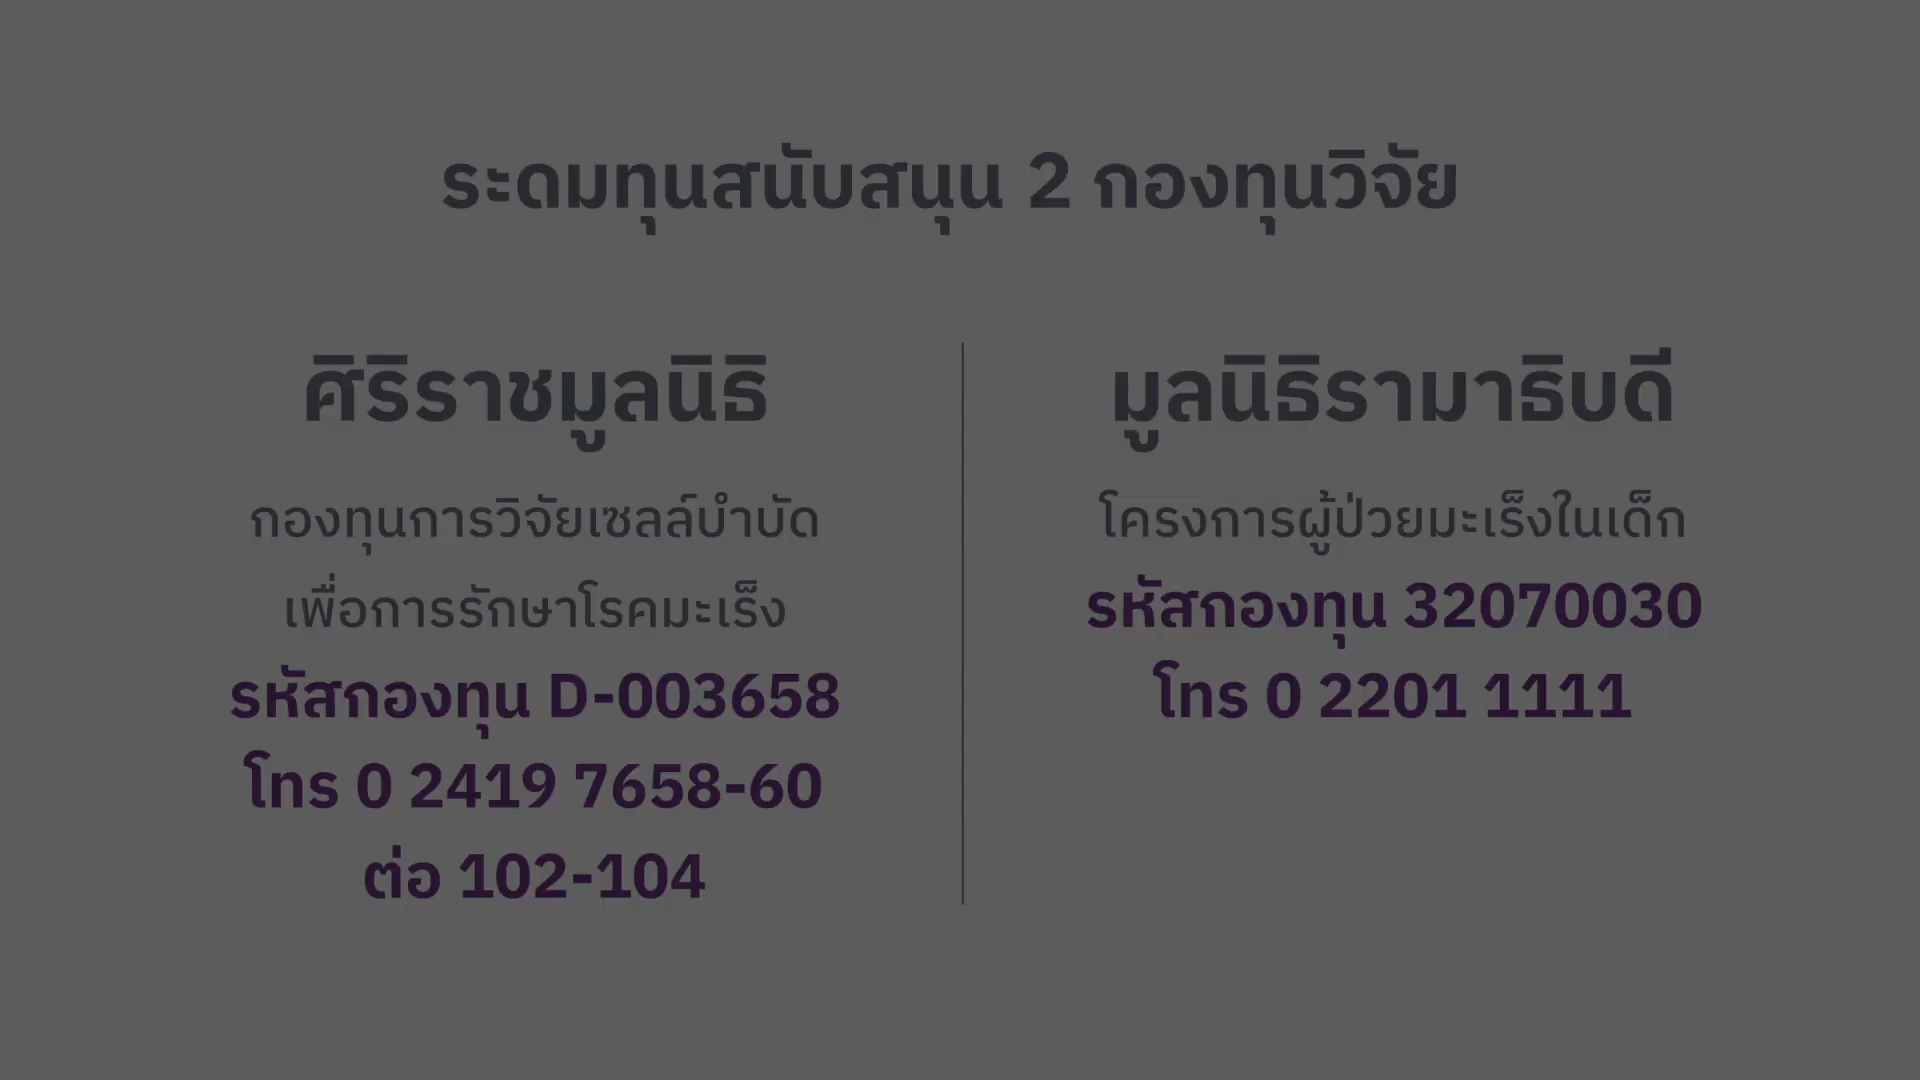 ระดมทุนสนับสนุน 2 กองทุนวิจัย
ศิริราชมูลนิธิ
กองทุนการวิจัยเซลล์บำบัด
เพื่อการรักษาโรคมะเร็ง
รหัสกองทุน D-003658
โทร 0 2419 7658-60
ต่อ 102-104
มูลนิธิรามาธิบดี
โครงการผู้ป่วยมะเร็งในเด็ก
รหัสกองทุน 32070030
โทร 0 2201 1111